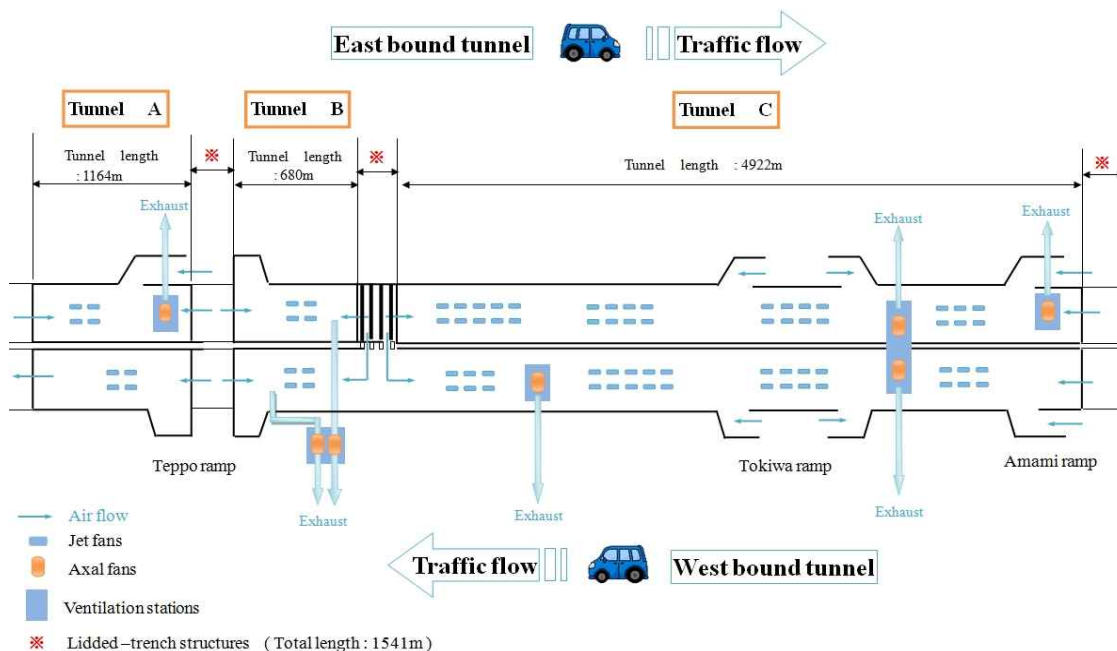 East bound tunnel
Traffic flow
Tunnel A
Tunnel B
Tunnel C
※
※
※
Tunnel length
: 1164m
Tunnel length
: 680m
Tunnel length : 4922m
Exhaust
Exhaust
Exhaust
Teppo ramp
Tokiwa ramp
Amami ramp
Exhaust
Exhaust
Exhaust
Air flow
Jet fans
Axal fans
Ventilation stations
※ Lidded –trench structures ( Total length : 1541m )
Traffic flow
West bound tunnel